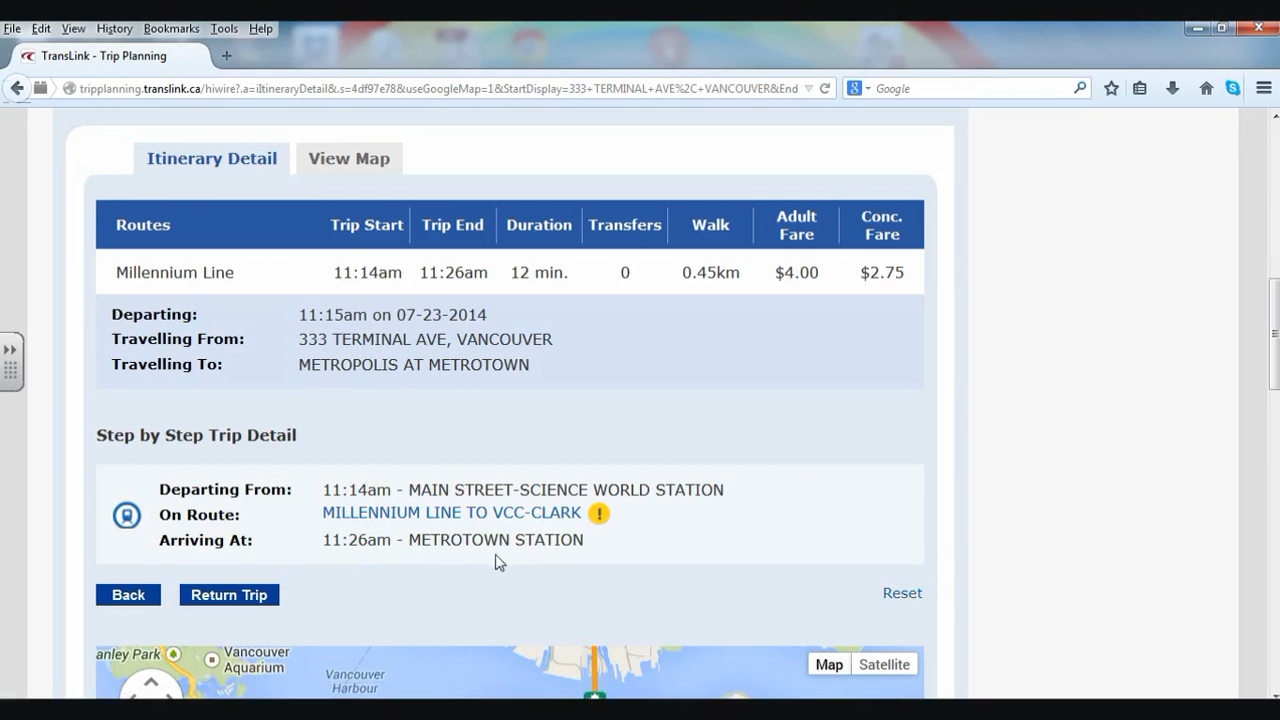 File Edit View History Bookmarks Tools Help
TransLink - Trip Planning
tripplanning.translink.ca/hiwire?.a=iItineraryDetail&.s=4df97e78&useGoogleMap=1&StartDisplay=333+TERMINAL+AVE%2C+VANCOUVER&End
Google
Itinerary Detail View Map
Routes Trip Start Trip End Duration Transfers Walk Adult Fare Conc. Fare
Millennium Line 11:14am 11:26am 12 min. 0 0.45km $4.00 $2.75
Departing: 11:15am on 07-23-2014
Travelling From: 333 TERMINAL AVE, VANCOUVER
Travelling To: METROPOLIS AT METROTOWN
Step by Step Trip Detail
Departing From: 11:14am - MAIN STREET-SCIENCE WORLD STATION
On Route: MILLENNIUM LINE TO VCC-CLARK !
Arriving At: 11:26am - METROTOWN STATION
Back Return Trip Reset
anley Park
Vancouver
Aquarium
Vancouver
Harbour
Map Satellite